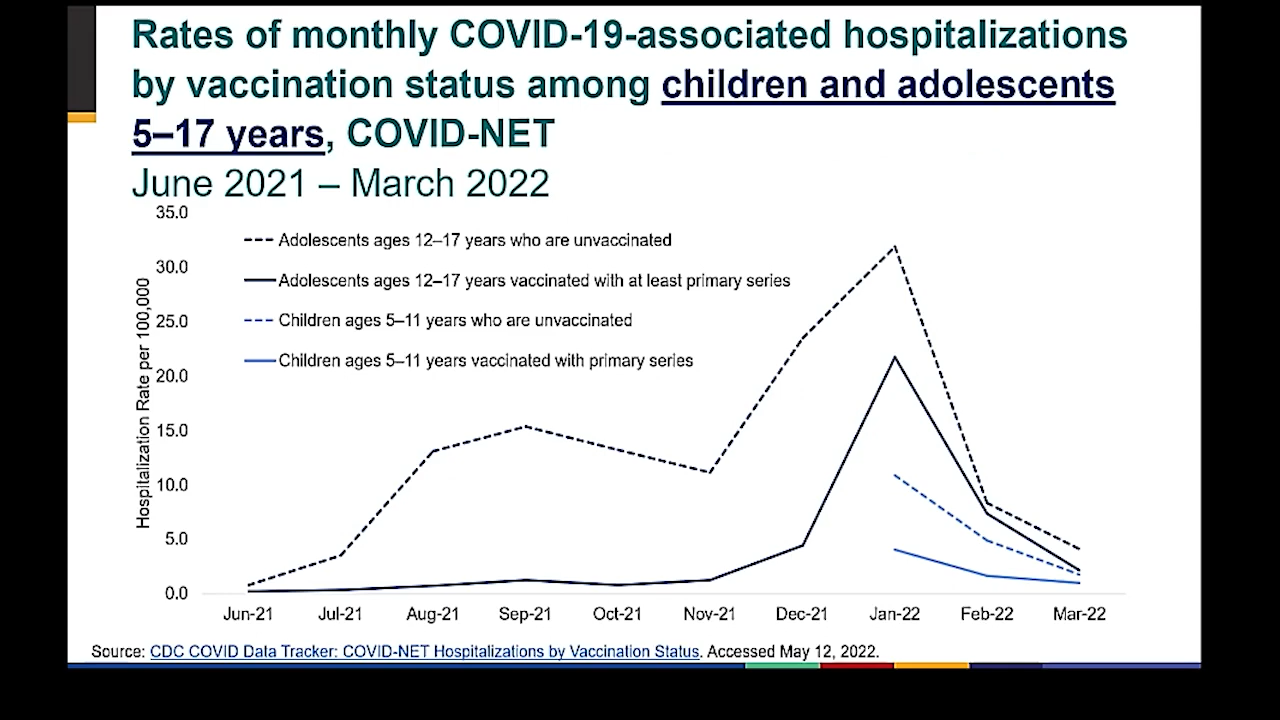 Rates of monthly COVID-19-associated hospitalizations
by vaccination status among children and adolescents
5–17 years, COVID-NET
June 2021 – March 2022
35.0
30.0
25.0
20.0
15.0
10.0
5.0
0.0
Hospitalization Rate per 100,000
Adolescents ages 12–17 years who are unvaccinated
Adolescents ages 12–17 years vaccinated with at least primary series
Children ages 5–11 years who are unvaccinated
Children ages 5–11 years vaccinated with primary series
Jun-21 Jul-21 Aug-21 Sep-21 Oct-21 Nov-21 Dec-21 Jan-22 Feb-22 Mar-22
Source: CDC COVID Data Tracker: COVID-NET Hospitalizations by Vaccination Status. Accessed May 12, 2022.